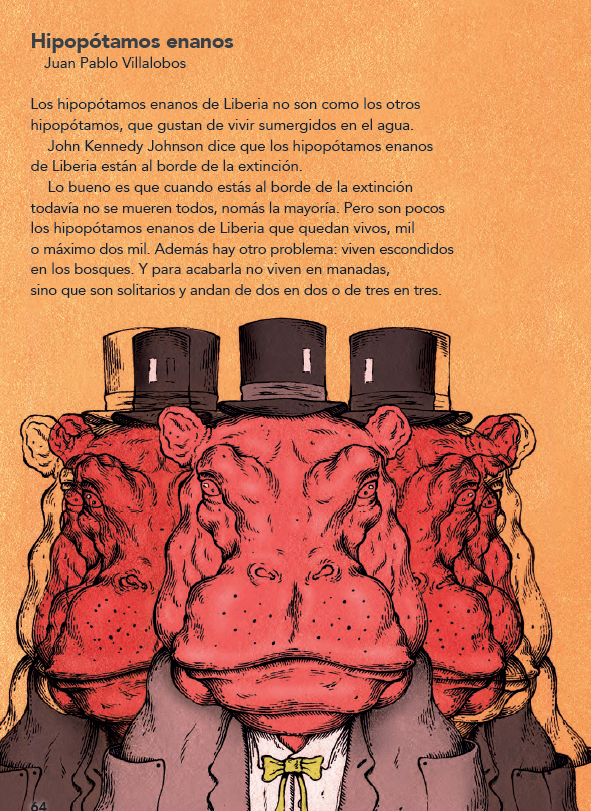 Hipopótamos enanos
Juan Pablo Villalobos
Los hipopótamos enanos de Liberia no son como los otros
hipopótamos, que gustan de vivir sumergidos en el agua.
John Kennedy Johnson dice que los hipopótamos enanos
de Liberia están al borde de la extinción.
Lo bueno es que cuando estás al borde de la extinción
todavía no se mueren todos, nomás la mayoría. Pero son pocos
los hipopótamos enanos de Liberia que quedan vivos, mil
o máximo dos mil. Además hay otro problema: viven escondidos
en los bosques. Y para acabarla no viven en manadas,
sino que son solitarios y andan de dos en dos o de tres en tres.
64